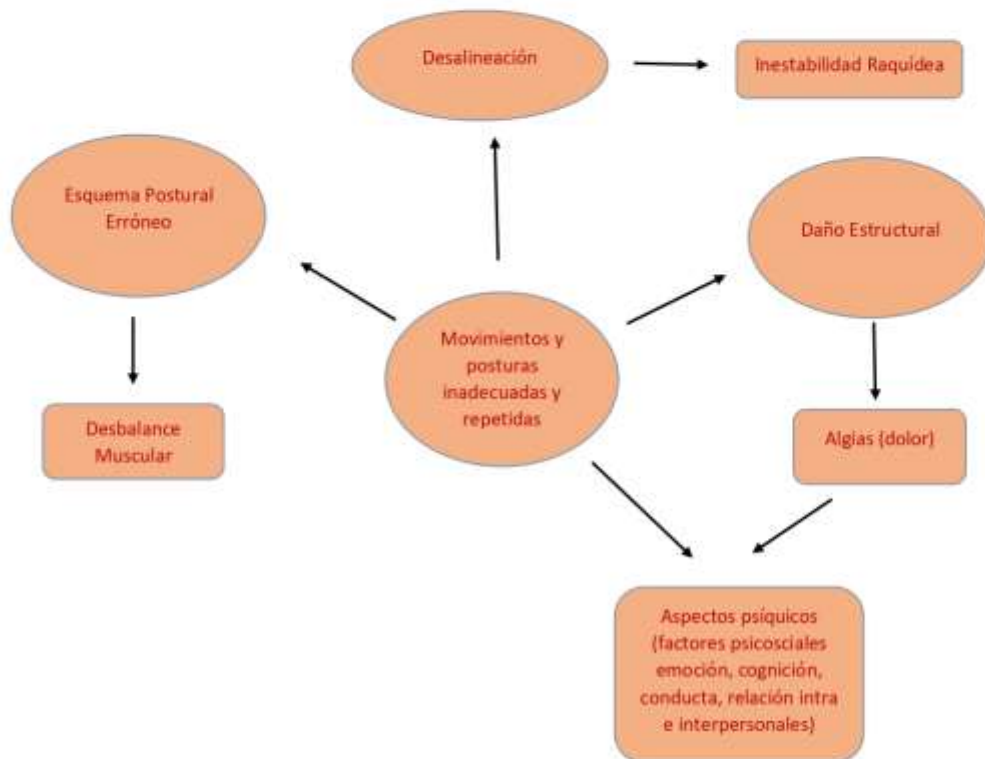 Desalineación
Inestabilidad Raquídea
Esquema Postural
Erróneo
Daño Estructural
Movimientos y
posturas
inadecuadas y
repetidas
Desbalance
Muscular
Algias (dolor)
Aspectos psíquicos
(factores psicosciales
emoción, cognición,
conducta, relación intra
e interpersonales)